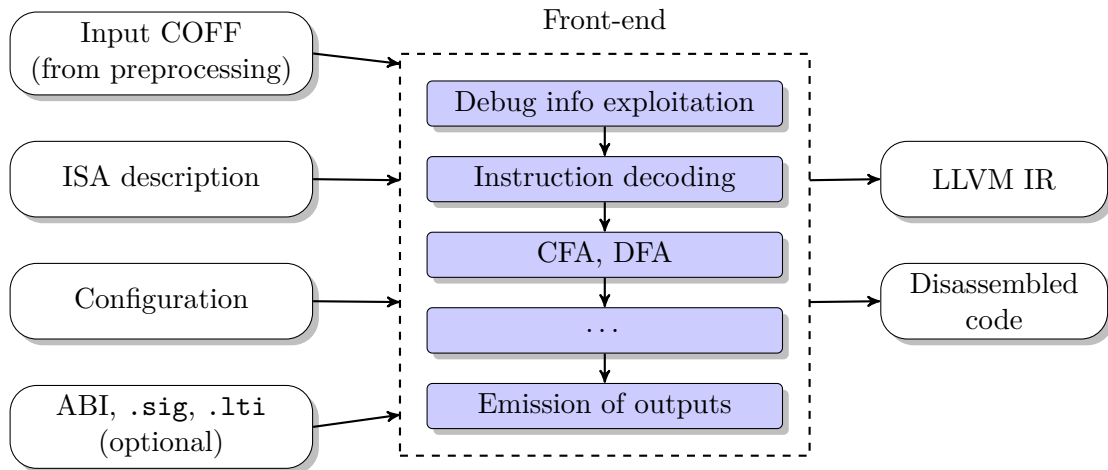 Front-end
Input COFF
(from preprocessing)
ISA description
Configuration
ABI, .sig, .lti
(optional)
Debug info exploitation
Instruction decoding
CFA, DFA
...
Emission of outputs
LLVM IR
Disassembled
code